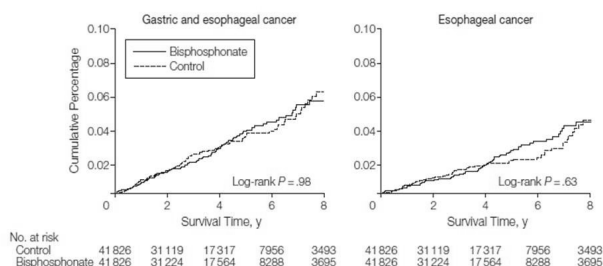 Gastric and esophageal cancer
Esophageal cancer
Cumulative Percentage
0.10
0.08
0.06
0.04
0.02
Bisphosphonate
Control
Log-rank P = .98
0 2 4 6 8
Survival Time, y
0.10
0.08
0.06
0.04
0.02
Log-rank P = .63
0 2 4 6 8
Survival Time, y
No. at risk
Control 41 826 31 119 17 317 7956 3493 41 826 31 119 17 317 7956 3493
Bisphosphonate 41 826 31 224 17 564 8288 3695 41 826 31 224 17 564 8288 3695